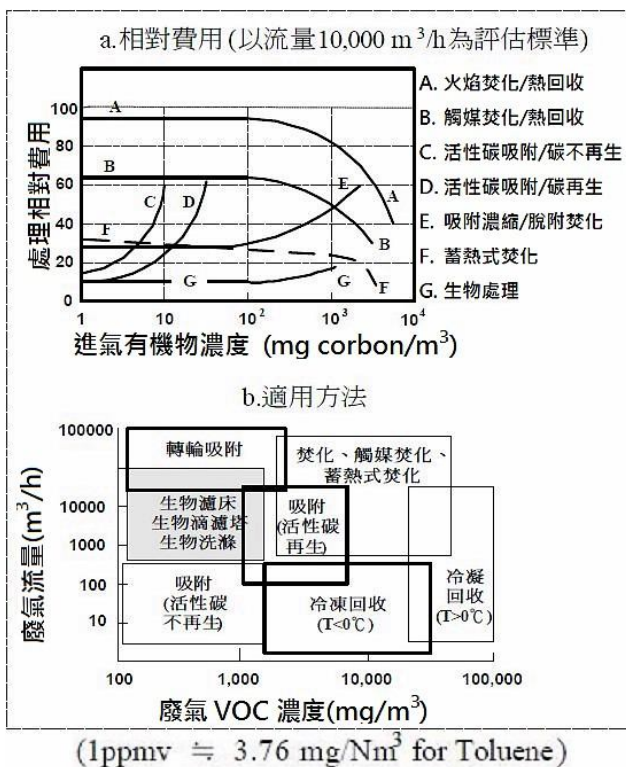 a.相對費用(以流量10,000 m³/h為評估標準)
處理相對費用
100
80
60
40
20
0
A
B
C
D
E
F
G
A
B
G
F
1
10
10²
10³
10⁴
進氣有機物濃度 (mg corbon/m³)
A. 火焰焚化/熱回收
B. 觸媒焚化/熱回收
C. 活性碳吸附/碳不再生
D. 活性碳吸附/碳再生
E. 吸附濃縮/脫附焚化
F. 蓄熱式焚化
G. 生物處理
b.適用方法
廢氣流量(m³/h)
100000
10000
1000
100
10
轉輪吸附
焚化、觸媒焚化、
蓄熱式焚化
生物濾床
生物滴濾塔
生物洗滌
吸附
(活性碳
再生)
吸附
(活性碳
不再生)
冷凍回收
(T<0℃)
冷凝
回收
(T>0℃)
100
1,000
10,000
100,000
廢氣 VOC 濃度(mg/m³)
(1ppmv ≒ 3.76 mg/Nm³ for Toluene)